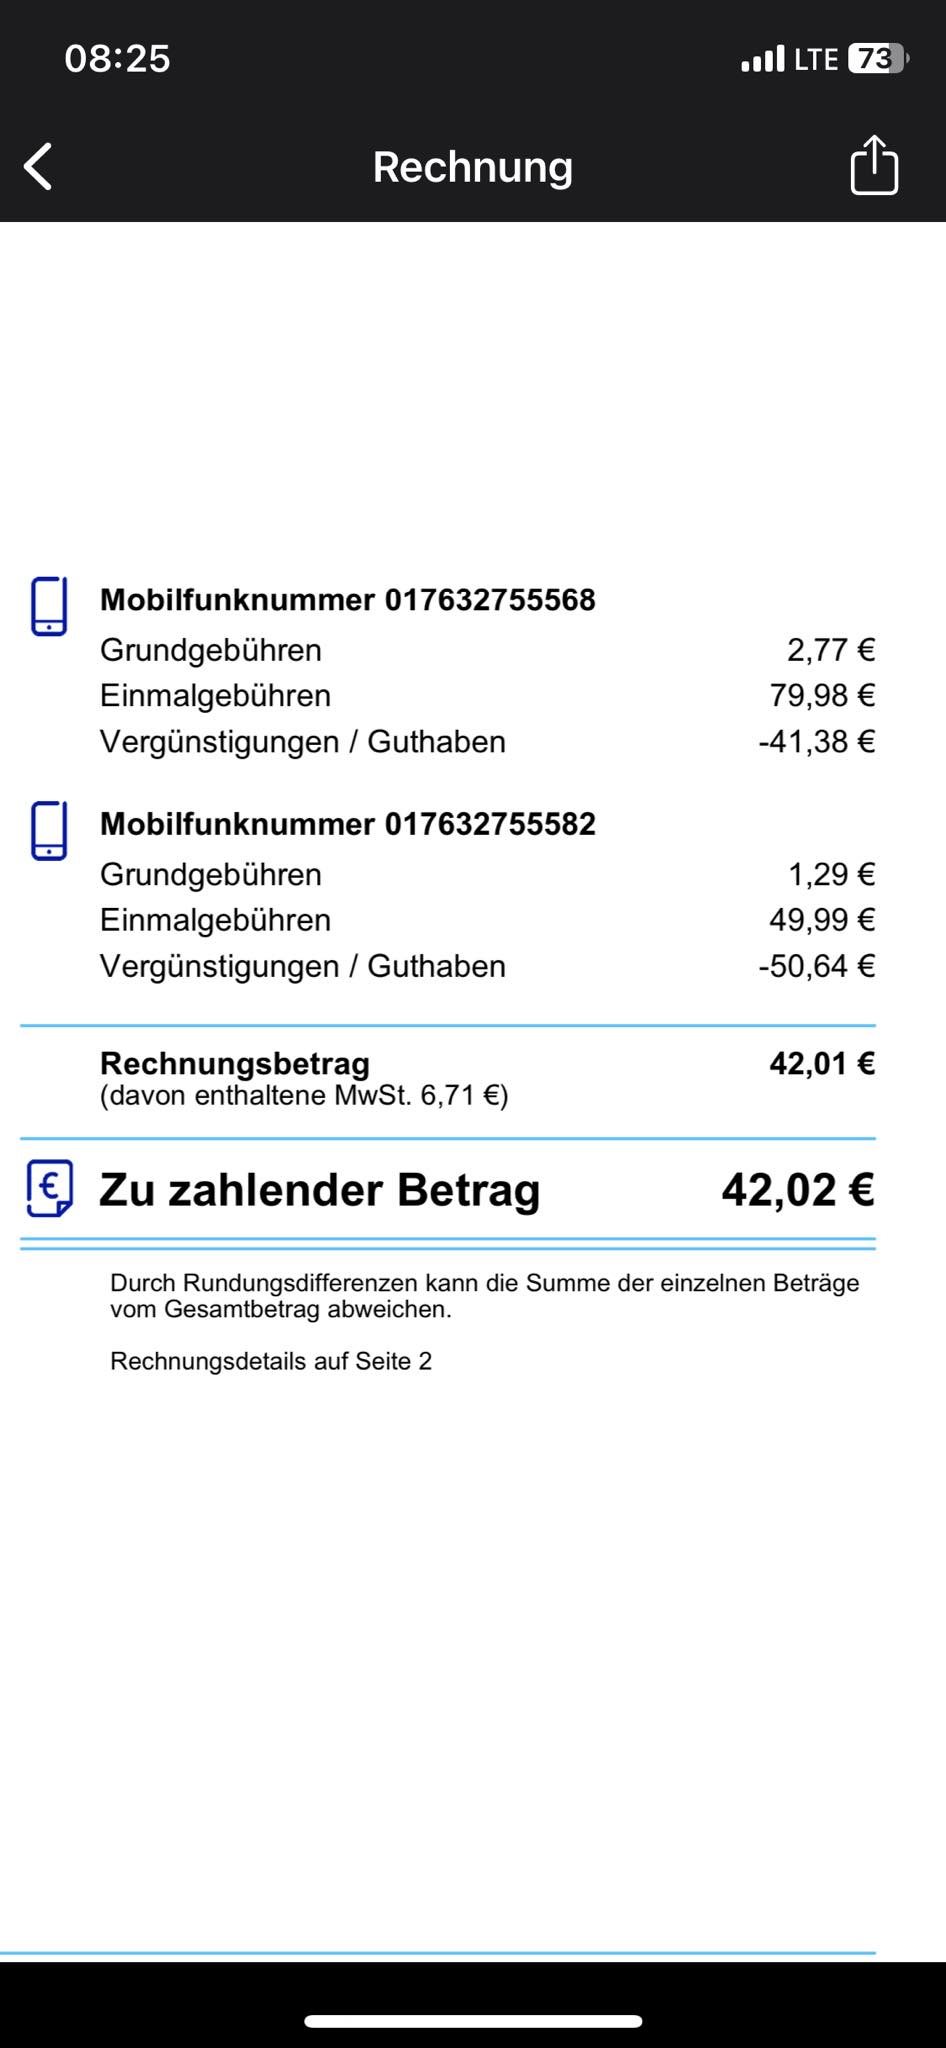 08:25
LTE 73
Rechnung
Mobilfunknummer 017632755568
Grundgebühren 2,77 €
Einmalgebühren 79,98 €
Vergünstigungen / Guthaben -41,38 €
Mobilfunknummer 017632755582
Grundgebühren 1,29 €
Einmalgebühren 49,99 €
Vergünstigungen / Guthaben -50,64 €
Rechnungsbetrag 42,01 €
(davon enthaltene MwSt. 6,71 €)
€ Zu zahlender Betrag 42,02 €
Durch Rundungsdifferenzen kann die Summe der einzelnen Beträge
vom Gesamtbetrag abweichen.
Rechnungsdetails auf Seite 2